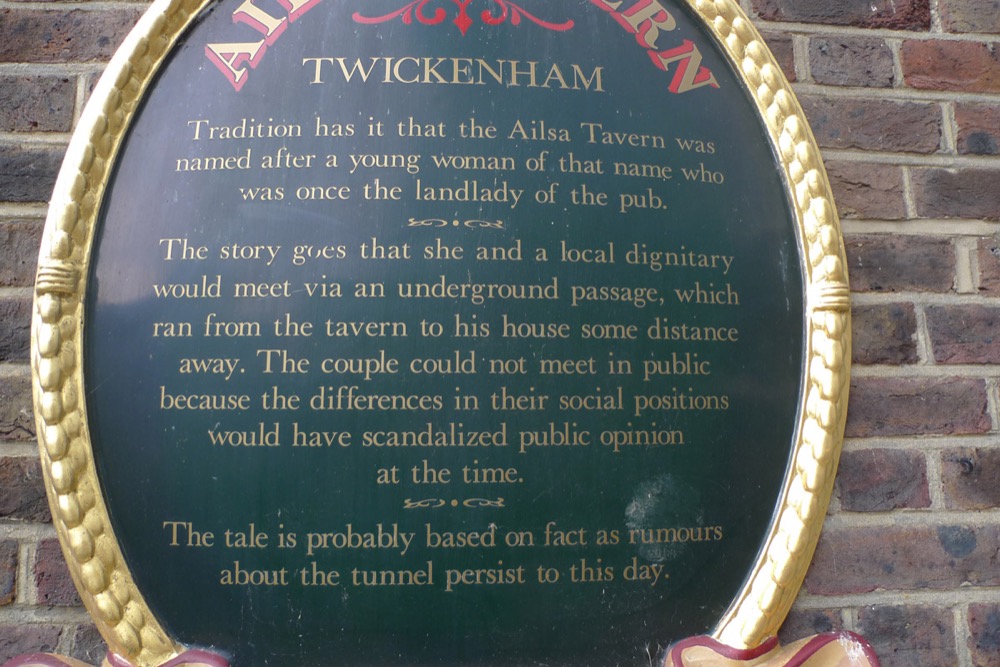 AILSA TAVERN
TWICKENHAM
Tradition has it that the Ailsa Tavern was
named after a young woman of that name who
was once the landlady of the pub.
The story goes that she and a local dignitary
would meet via an underground passage, which
ran from the tavern to his house some distance
away. The couple could not meet in public
because the differences in their social positions
would have scandalized public opinion
at the time.
The tale is probably based on fact as rumours
about the tunnel persist to this day.